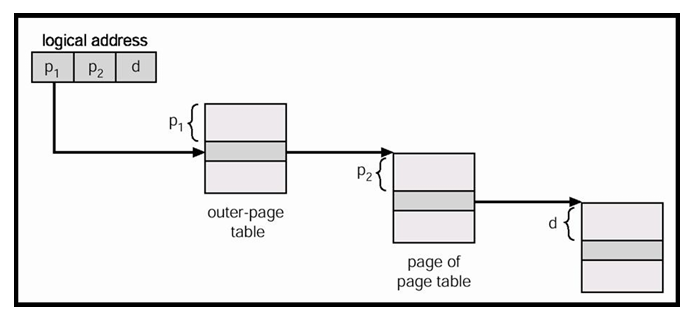 logical address
p1 p2 d
p1
p2
outer-page
table
d
page of
page table